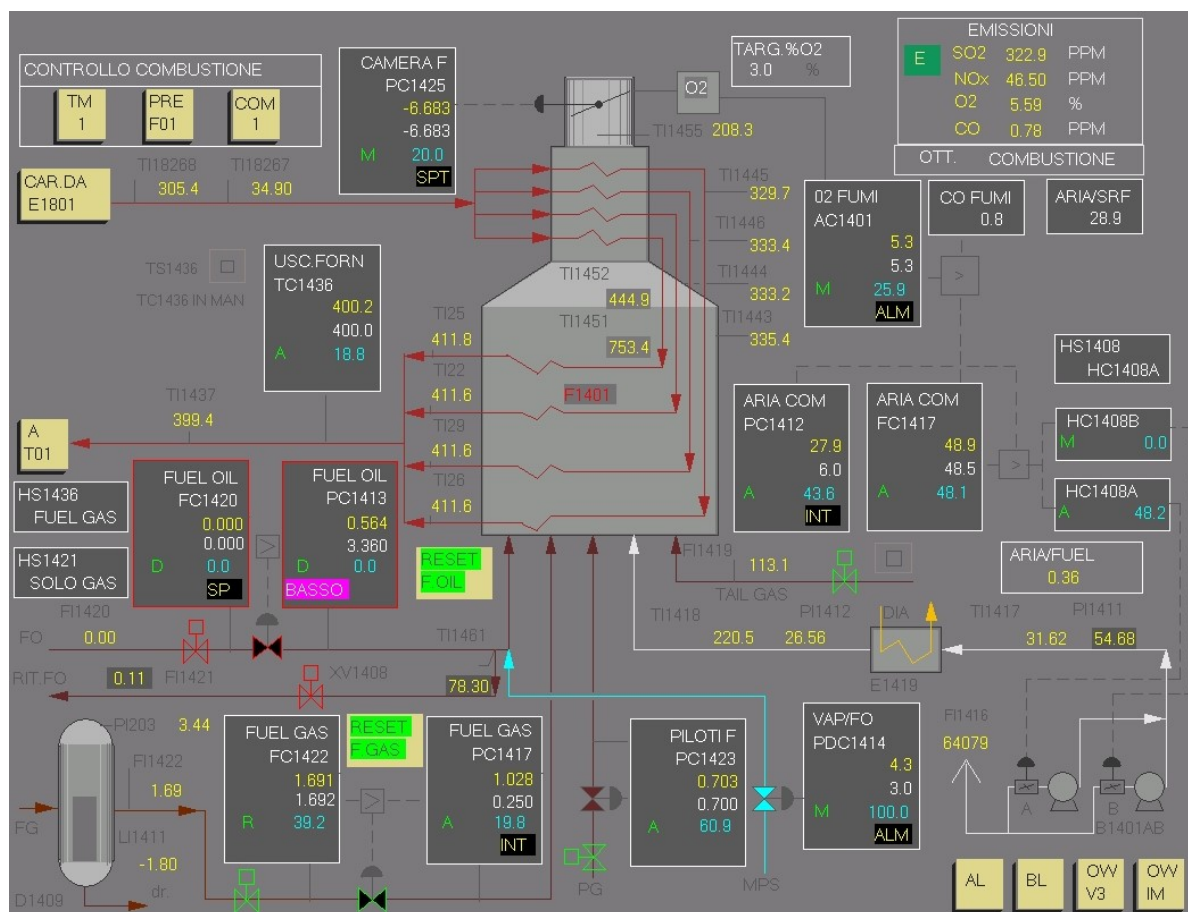 CONTROLLO COMBUSTIONE
TM
1
PRE
F01
COM
1
TI18268
305.4
TI18267
34.90
CAR.DA
E1801
CAMERA F
PC1425
-6.683
-6.683
M 20.0
SPT
TARG.%O2
3.0 %
O2
TI1455 208.3
EMISSIONI
E
SO2 322.9 PPM
NOx 46.50 PPM
O2 5.59 %
CO 0.78 PPM
OTT. COMBUSTIONE
TI1445
329.7
TI1446
333.4
TI1444
333.2
TI1443
335.4
02 FUMI
AC1401
5.3
5.3
M 25.9
ALM
CO FUMI
0.8
ARIA/SRF
28.9
>
TS1436
TC1436 IN MAN
USC.FORN
TC1436
400.2
400.0
A 18.8
TI1452
444.9
TI1451
753.4
F1401
TI25
411.8
TI22
411.6
TI29
411.6
TI26
411.6
TI1437
399.4
A
T01
HS1408
HC1408A
ARIA COM
PC1412
27.9
6.0
A 43.6
INT
ARIA COM
FC1417
48.9
48.5
A 48.1
>
HC1408B
M 0.0
HC1408A
A 48.2
HS1436
FUEL GAS
HS1421
SOLO GAS
FUEL OIL
FC1420
0.000
0.000
D 0.0
SP
>
FUEL OIL
PC1413
0.564
3.360
D 0.0
BASSO
RESET
F.OIL
FI1419
113.1
TAIL GAS
ARIA/FUEL
0.36
FI1420
FO 0.00
TI1461
TI1418
220.5
PI1412
26.56
DIA
E1419
TI1417
31.62
PI1411
54.68
RIT.FO 0.11
FI1421
XV1408
78.30
PI203 3.44
FI1422
1.69
FG
LI1411
-1.80
dr.
D1409
FUEL GAS
FC1422
1.691
1.692
R 39.2
RESET
F.GAS
>
FUEL GAS
PC1417
1.028
0.250
A 19.8
INT
PG
PILOTI F
PC1423
0.703
0.700
A 60.9
MPS
VAP/FO
PDC1414
4.3
3.0
M 100.0
ALM
FI1416
64079
A
B
B1401AB
AL
BL
OW
V3
OW
IM